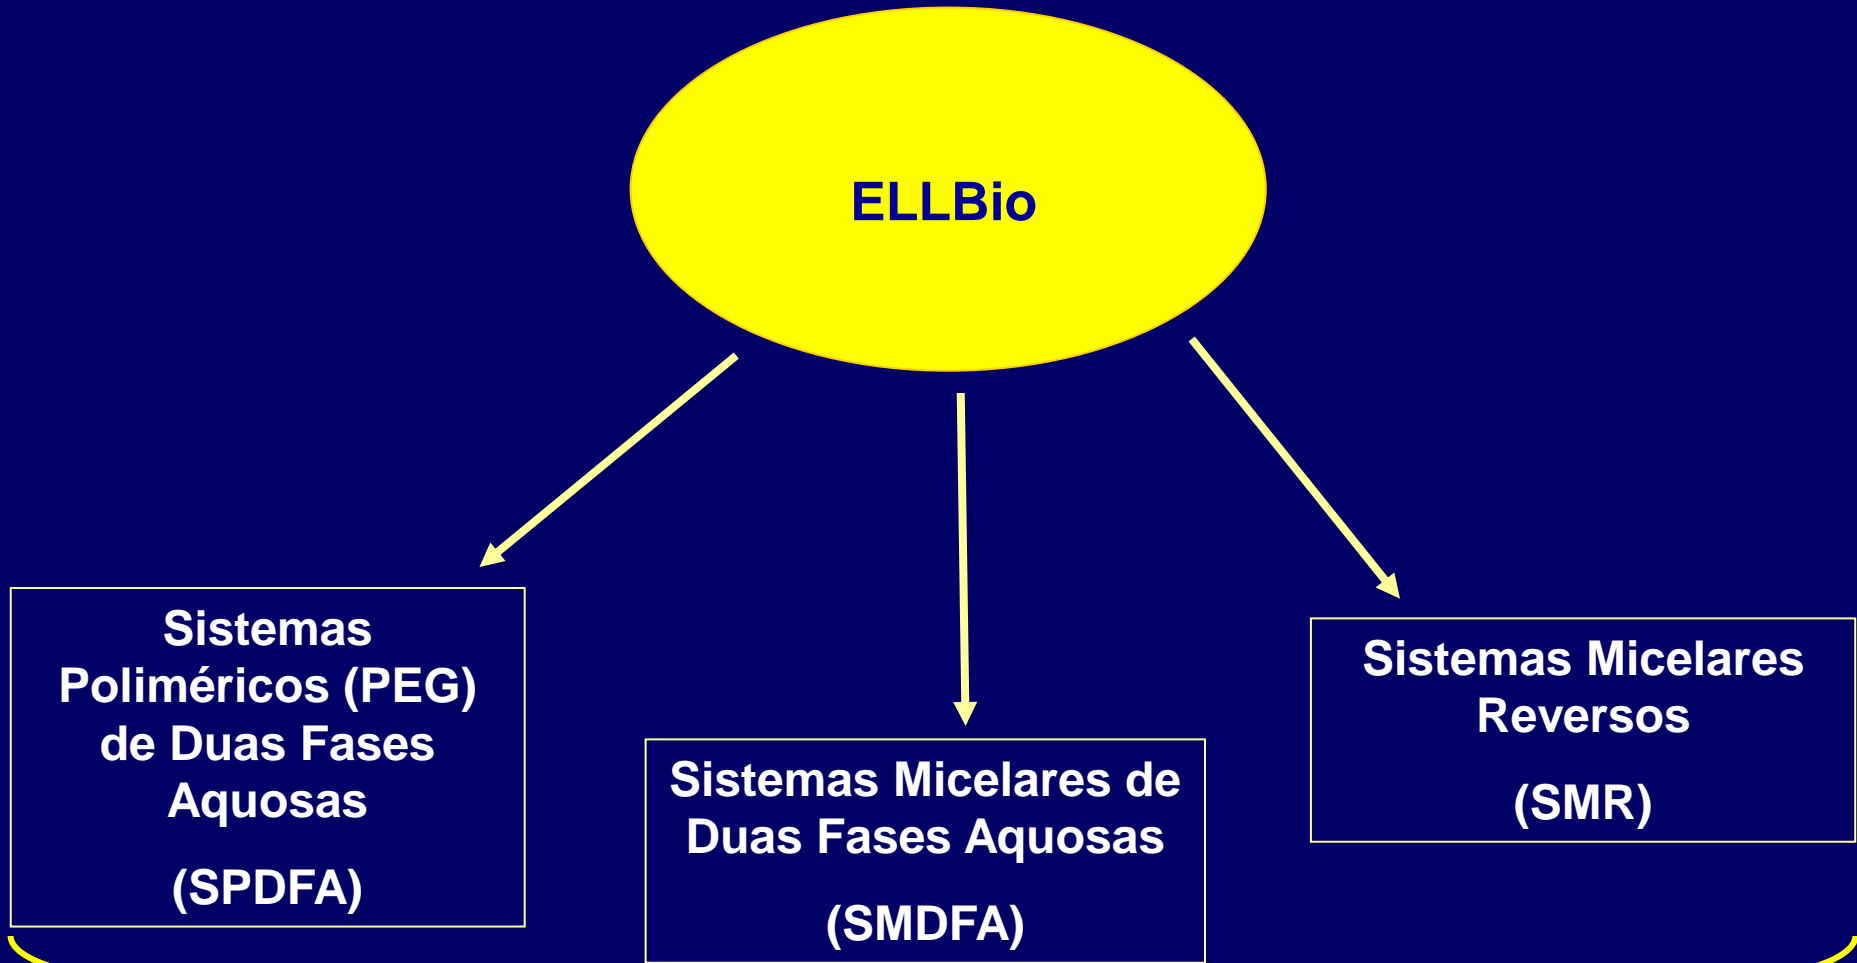 ELLBio
Sistemas
Poliméricos (PEG)
de Duas Fases
Aquosas
(SPDFA)
Sistemas Micelares de
Duas Fases Aquosas
(SMDFA)
Sistemas Micelares
Reversos
(SMR)